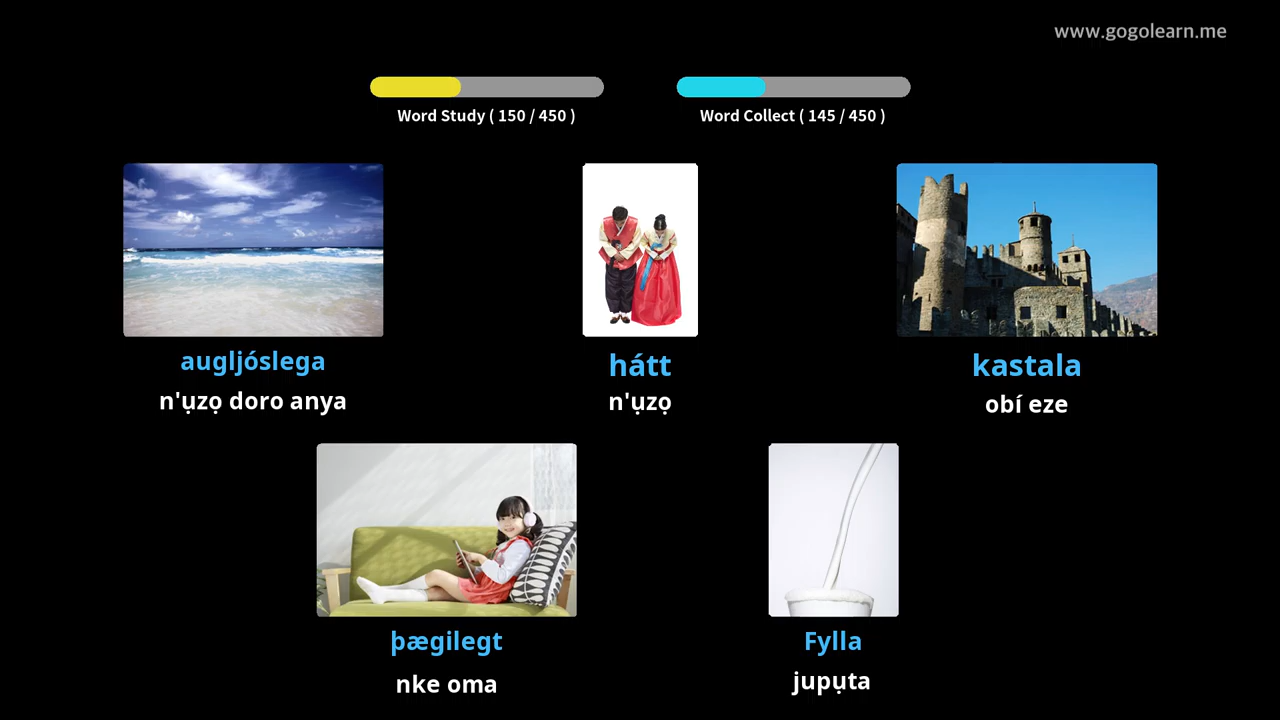 www.gogolearn.me
Word Study ( 150 / 450 )
Word Collect ( 145 / 450 )
augljóslega
n'ụzọ doro anya
hátt
n'ụzọ
kastala
obí eze
þægilegt
nke oma
Fylla
jupụta